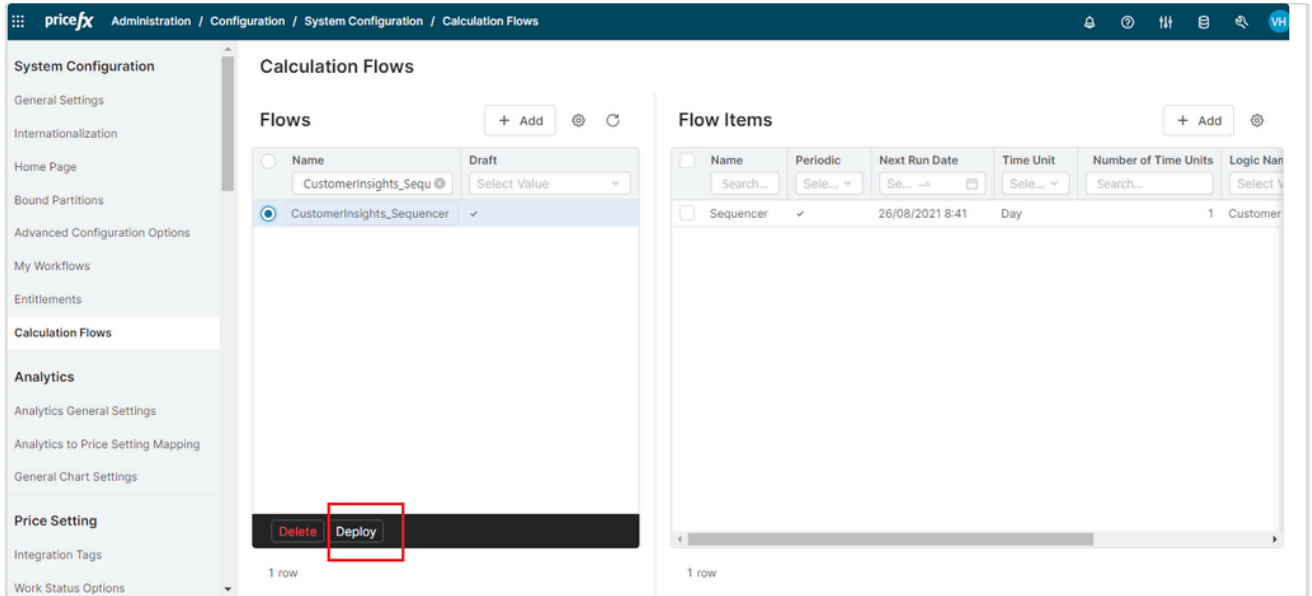 pricefx Administration / Configuration / System Configuration / Calculation Flows VH
System Configuration
General Settings
Internationalization
Home Page
Bound Partitions
Advanced Configuration Options
My Workflows
Entitlements
Calculation Flows
Analytics
Analytics General Settings
Analytics to Price Setting Mapping
General Chart Settings
Price Setting
Integration Tags
Work Status Options
Calculation Flows
Flows + Add
Name Draft
CustomerInsights_Sequ Select Value
CustomerInsights_Sequencer
Delete Deploy
1 row
Flow Items + Add
Name Periodic Next Run Date Time Unit Number of Time Units Logic Nam
Search... Sele... Se... Sele... Search... Select V
Sequencer 26/08/2021 8:41 Day 1 Customer
1 row